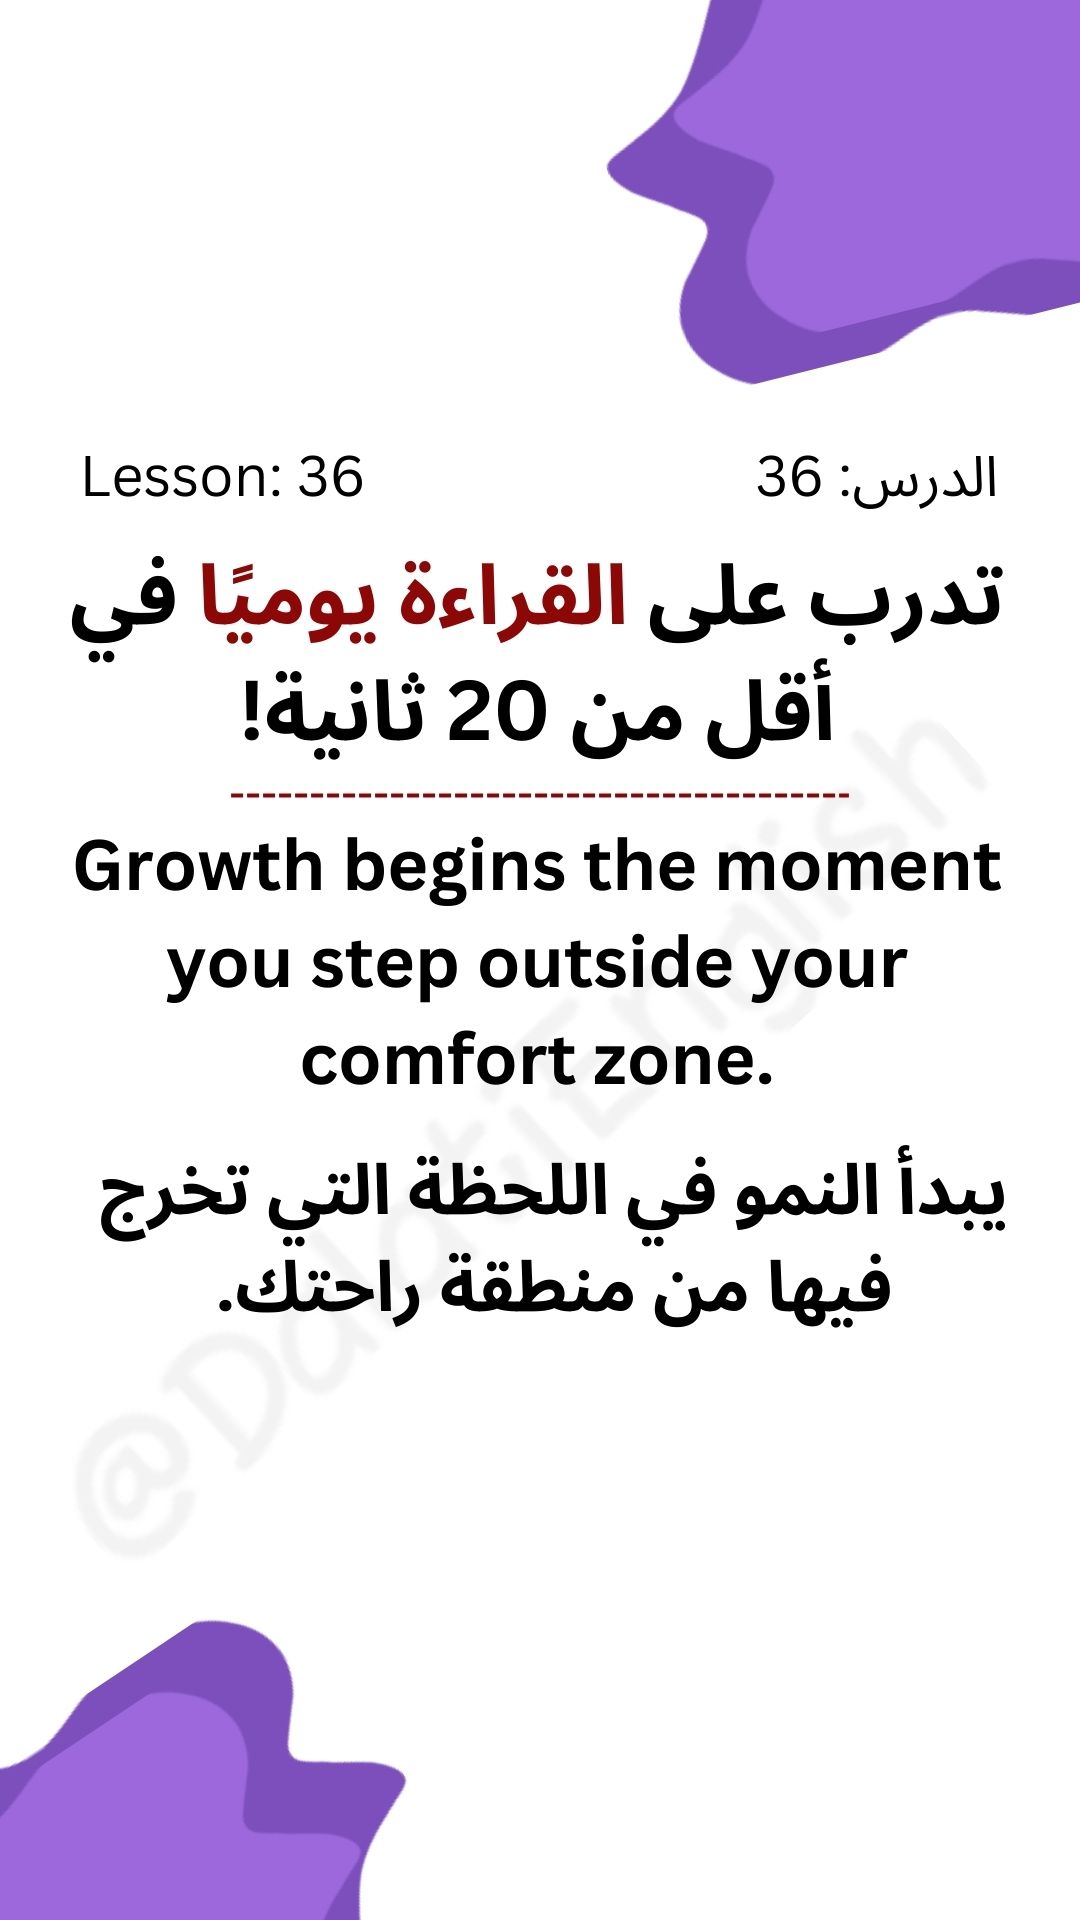 Lesson: 36
الدرس: 36
تدرب على القراءة يوميًا في
أقل من 20 ثانية!
---------------------------------------
Growth begins the moment
you step outside your
comfort zone.
يبدأ النمو في اللحظة التي تخرج
فيها من منطقة راحتك.